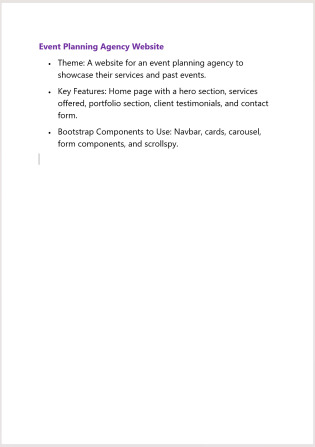 Event Planning Agency Website
• Theme: A website for an event planning agency to
showcase their services and past events.
• Key Features: Home page with a hero section, services
offered, portfolio section, client testimonials, and contact
form.
• Bootstrap Components to Use: Navbar, cards, carousel,
form components, and scrollspy.